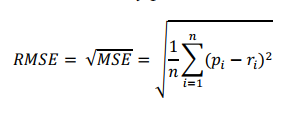 RMSE = √MSE = √(1/n ∑_{i=1}^{n} (p_i − r_i)²)